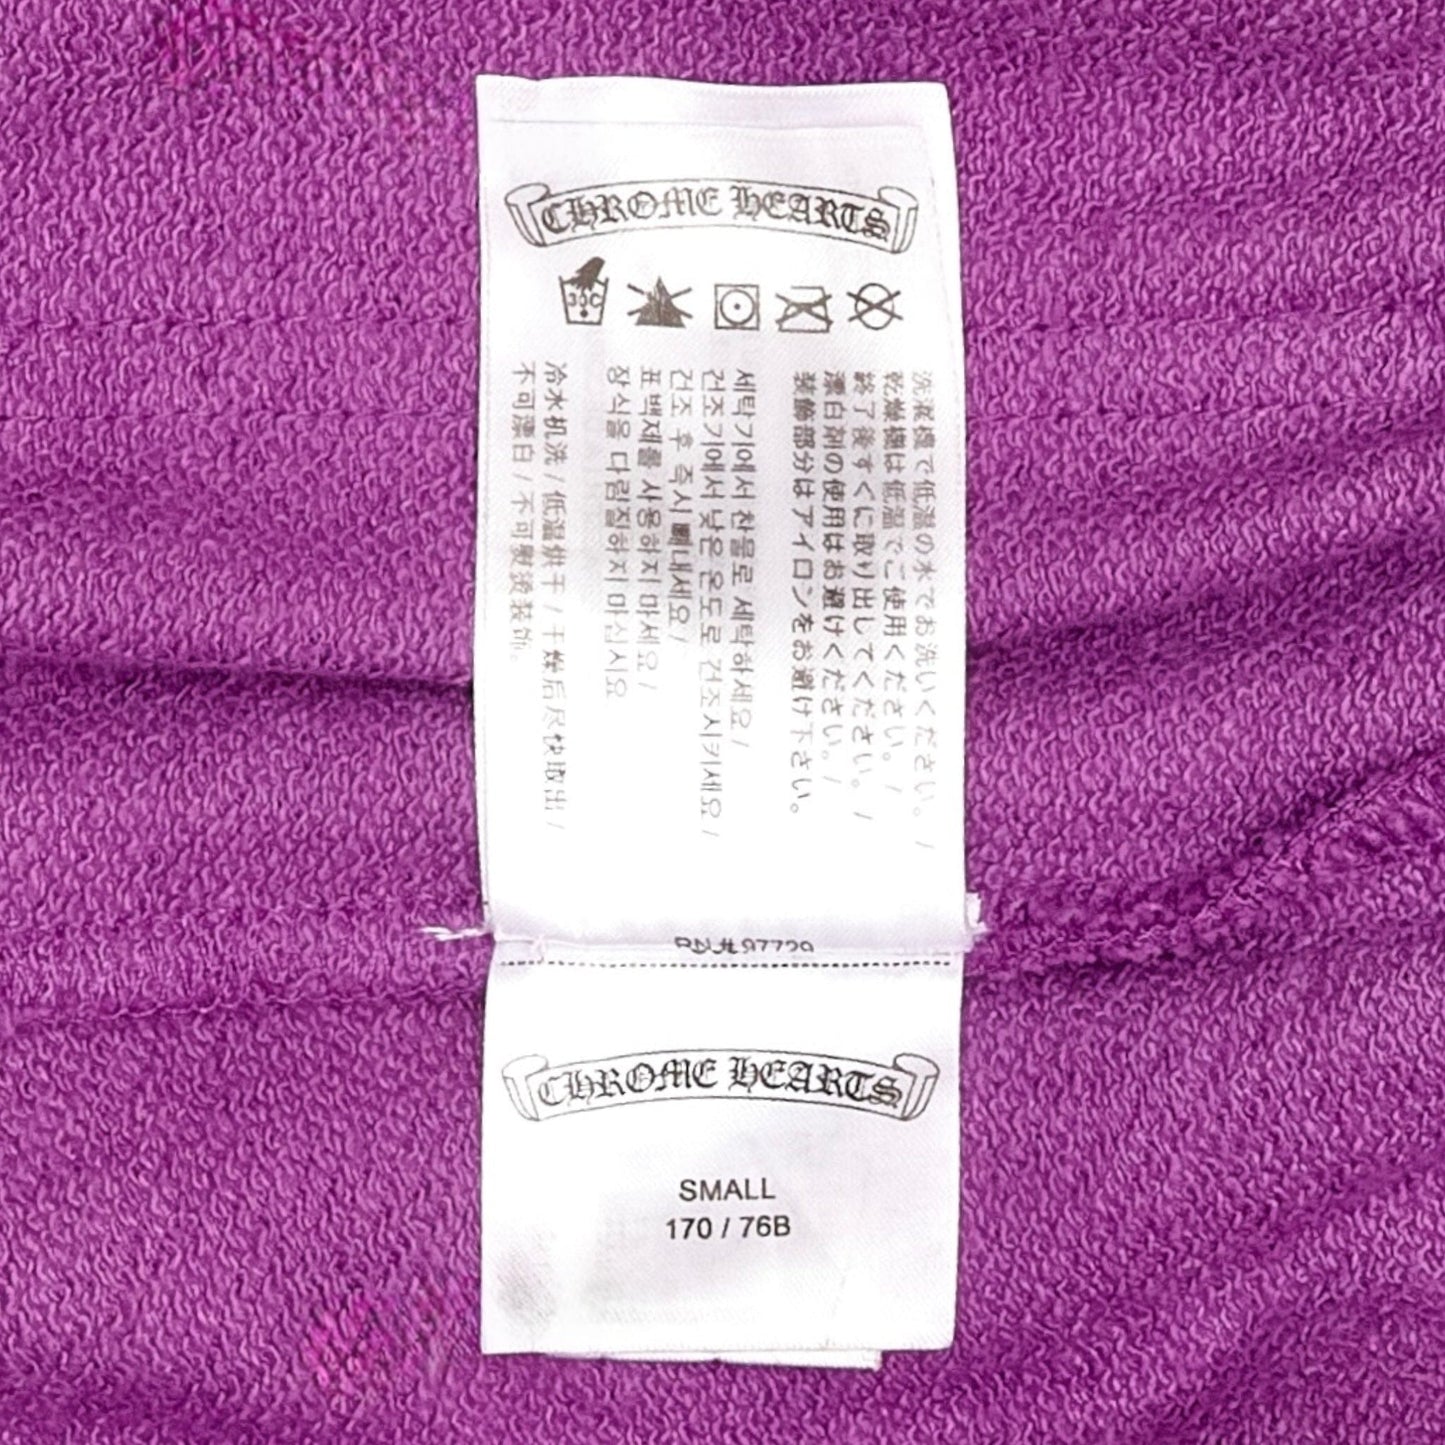 CHROME HEARTS
30C
洗濯機で低温の水でお洗いください。/
乾燥機は低温でご使用ください。/
終了後すぐに取り出してください。/
漂白剤の使用はお避けください。/
装飾部分はアイロンをお避け下さい。
세탁기에서 찬물로 세탁하세요/
건조기에서 낮은 온도로 건조시키세요/
건조 후 즉시 빼내세요/
표백제를 사용하지 마세요/
장식을 다림질하지 마십시요
冷水机洗/低温烘干/干燥后尽快取出/
不可漂白/不可熨烫装饰。
RN# 97729
CHROME HEARTS
SMALL
170 / 76B